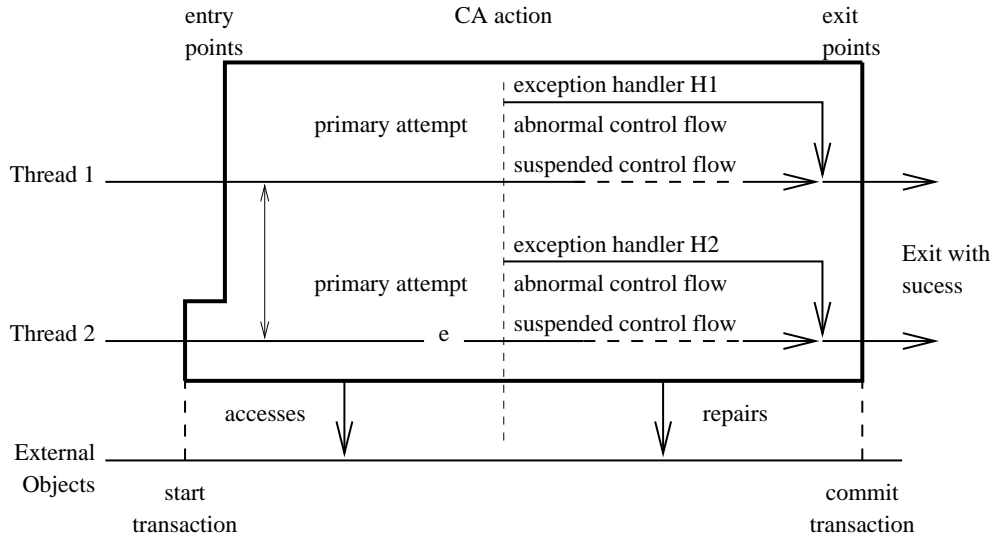 entry
points
CA action
exit
points
exception handler H1
primary attempt
abnormal control flow
Thread 1
suspended control flow
exception handler H2
Exit with
sucess
primary attempt
abnormal control flow
Thread 2
e
suspended control flow
accesses
repairs
External
Objects
start
transaction
commit
transaction